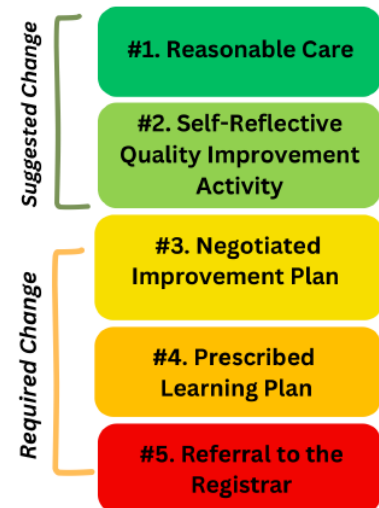 Suggested Change
#1. Reasonable Care
#2. Self-Reflective
Quality Improvement
Activity
Required Change
#3. Negotiated
Improvement Plan
#4. Prescribed
Learning Plan
#5. Referral to the
Registrar